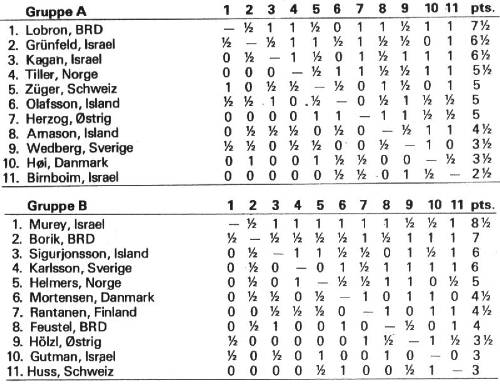 Gruppe A 1 2 3 4 5 6 7 8 9 10 11 pts.
1. Lobron, BRD — ½ 1 1 ½ 0 1 1 ½ 1 1 7½
2. Grünfeld, Israel ½ — ½ 1 1 ½ 1 ½ ½ 0 1 6½
3. Kagan, Israel 0 ½ — 1 ½ 0 1 ½ 1 1 1 6½
4. Tiller, Norge 0 0 0 — ½ 1 1 ½ ½ 1 1 5½
5. Züger, Schweiz 1 0 ½ ½ — ½ 0 1 ½ 0 1 5
6. Olafsson, Island ½ ½ 1 0 ½ — 0 ½ 1 ½ ½ 5
7. Herzog, Østrig 0 0 0 0 1 1 — 1 1 ½ ½ 5
8. Arnason, Island 0 ½ ½ ½ 0 ½ 0 — ½ 1 1 4½
9. Wedberg, Sverige ½ ½ 0 ½ ½ 0 0 ½ — 1 0 3½
10. Høi, Danmark 0 1 0 0 1 ½ ½ 0 0 — ½ 3½
11. Birnboim, Israel 0 0 0 0 0 ½ ½ 0 1 ½ — 2½
Gruppe B 1 2 3 4 5 6 7 8 9 10 11 pts.
1. Murey, Israel — ½ 1 1 1 1 1 1 ½ ½ 1 8½
2. Borik, BRD ½ — ½ ½ ½ ½ 1 ½ 1 1 1 7
3. Sigurjonsson, Island 0 ½ — 1 1 ½ ½ 0 1 ½ 1 6
4. Karlsson, Sverige 0 ½ 0 — 0 1 ½ 1 1 1 1 6
5. Helmers, Norge 0 ½ 0 1 — ½ ½ 1 1 0 ½ 5
6. Mortensen, Danmark 0 ½ ½ 0 ½ — 1 0 1 1 0 4½
7. Rantanen, Finland 0 0 ½ ½ ½ 0 — 1 0 1 1 4½
8. Feustel, BRD 0 ½ 1 0 0 1 0 — ½ 0 1 4
9. Hölzl, Østrig ½ 0 0 0 0 0 1 ½ — 1 ½ 3½
10. Gutman, Israel ½ 0 ½ 0 1 0 0 1 0 — 0 3
11. Huss, Schweiz 0 0 0 0 ½ 1 0 0 ½ 1 — 3